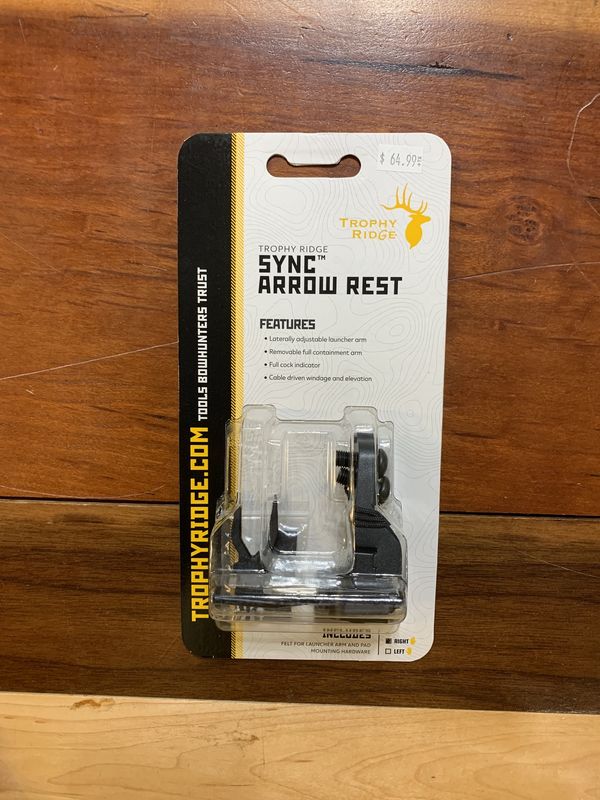 $ 64.99
TROPHY
RIDGE
TROPHY RIDGE
SYNC™
ARROW REST
FEATURES
• Laterally adjustable launcher arm
• Removable full containment arm
• Full cock indicator
• Cable driven windage and elevation
TROPHYRIDGE.COM TOOLS BOWHUNTERS TRUST
INCLUDES
FELT FOR LAUNCHER ARM AND PAD
MOUNTING HARDWARE
RIGHT
LEFT